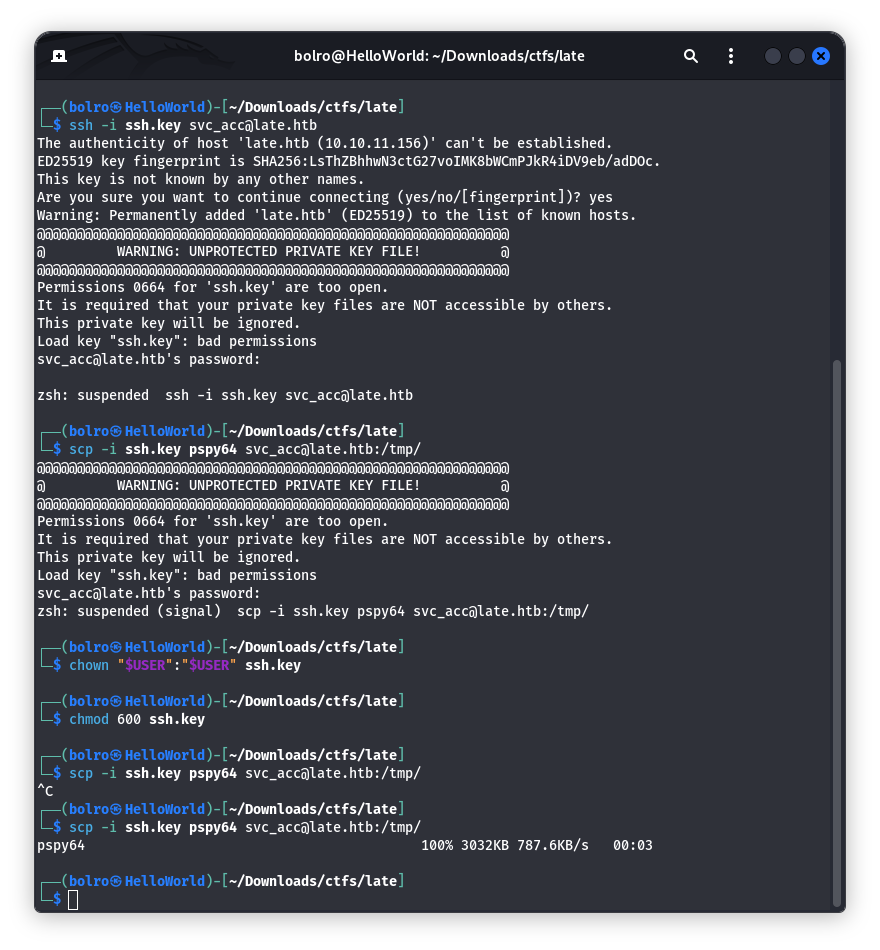 bolro@HelloWorld: ~/Downloads/ctfs/late
┌──(bolro㉿HelloWorld)-[~/Downloads/ctfs/late]
└─$ ssh -i ssh.key svc_acc@late.htb
The authenticity of host 'late.htb (10.10.11.156)' can't be established.
ED25519 key fingerprint is SHA256:LsThZBhhwN3ctG27voIMK8bWCmPJkR4iDV9eb/adDOc.
This key is not known by any other names.
Are you sure you want to continue connecting (yes/no/[fingerprint])? yes
Warning: Permanently added 'late.htb' (ED25519) to the list of known hosts.
@@@@@@@@@@@@@@@@@@@@@@@@@@@@@@@@@@@@@@@@@@@@@@@@@@@@@@@@@@@
@         WARNING: UNPROTECTED PRIVATE KEY FILE!          @
@@@@@@@@@@@@@@@@@@@@@@@@@@@@@@@@@@@@@@@@@@@@@@@@@@@@@@@@@@@
Permissions 0664 for 'ssh.key' are too open.
It is required that your private key files are NOT accessible by others.
This private key will be ignored.
Load key "ssh.key": bad permissions
svc_acc@late.htb's password:
zsh: suspended  ssh -i ssh.key svc_acc@late.htb
┌──(bolro㉿HelloWorld)-[~/Downloads/ctfs/late]
└─$ scp -i ssh.key pspy64 svc_acc@late.htb:/tmp/
@@@@@@@@@@@@@@@@@@@@@@@@@@@@@@@@@@@@@@@@@@@@@@@@@@@@@@@@@@@
@         WARNING: UNPROTECTED PRIVATE KEY FILE!          @
@@@@@@@@@@@@@@@@@@@@@@@@@@@@@@@@@@@@@@@@@@@@@@@@@@@@@@@@@@@
Permissions 0664 for 'ssh.key' are too open.
It is required that your private key files are NOT accessible by others.
This private key will be ignored.
Load key "ssh.key": bad permissions
svc_acc@late.htb's password:
zsh: suspended (signal)  scp -i ssh.key pspy64 svc_acc@late.htb:/tmp/
┌──(bolro㉿HelloWorld)-[~/Downloads/ctfs/late]
└─$ chown "$USER":"$USER" ssh.key
┌──(bolro㉿HelloWorld)-[~/Downloads/ctfs/late]
└─$ chmod 600 ssh.key
┌──(bolro㉿HelloWorld)-[~/Downloads/ctfs/late]
└─$ scp -i ssh.key pspy64 svc_acc@late.htb:/tmp/
^C
┌──(bolro㉿HelloWorld)-[~/Downloads/ctfs/late]
└─$ scp -i ssh.key pspy64 svc_acc@late.htb:/tmp/
pspy64                                          100% 3032KB 787.6KB/s   00:03
┌──(bolro㉿HelloWorld)-[~/Downloads/ctfs/late]
└─$